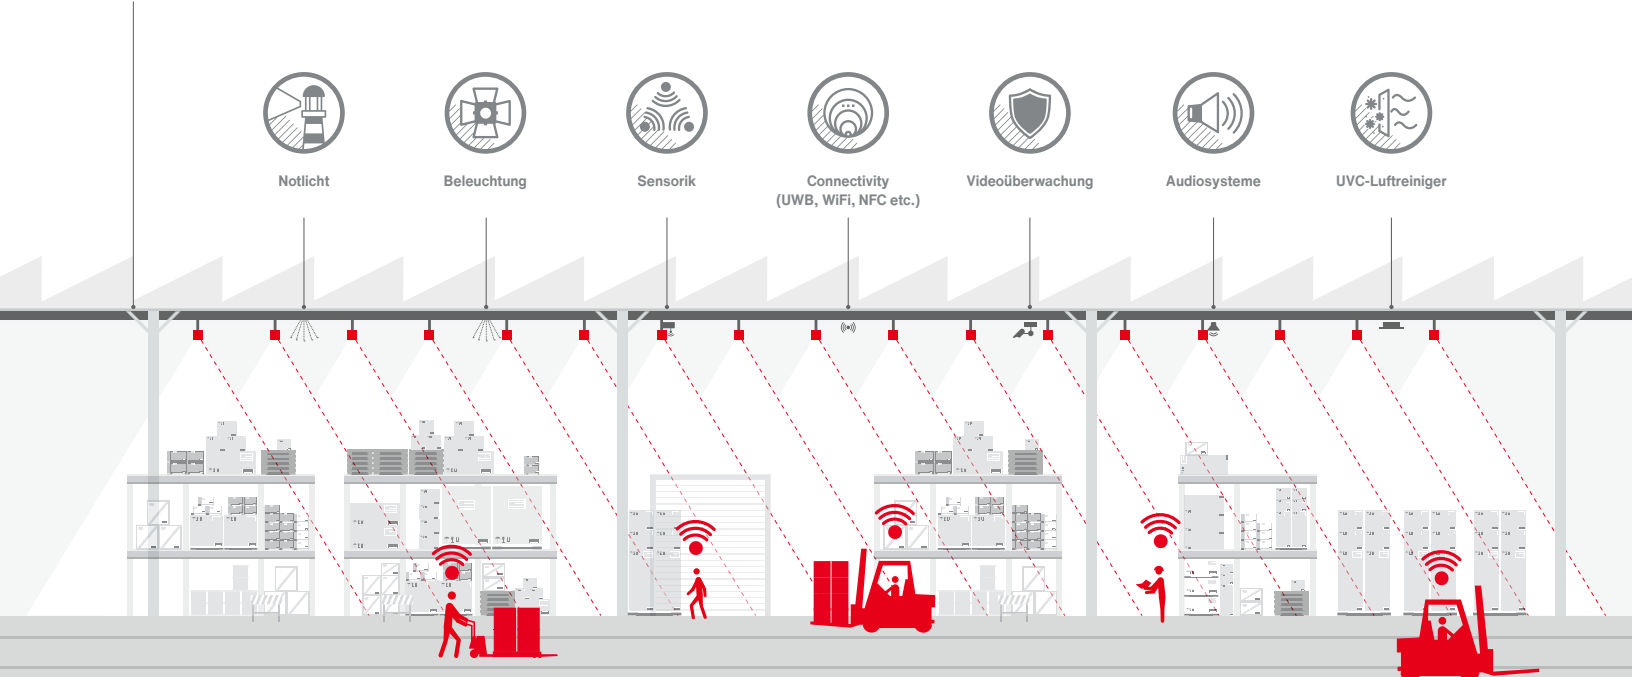 Notlicht
Beleuchtung
Sensorik
Connectivity
(UWB, WiFi, NFC etc.)
Videoüberwachung
Audiosysteme
UVC-Luftreiniger